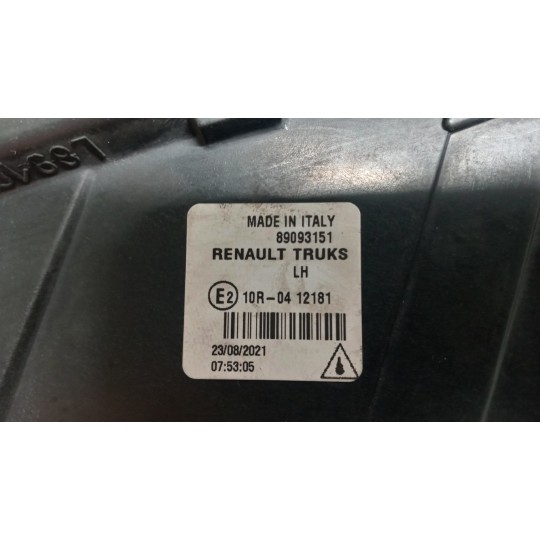 MADE IN ITALY
89093151
RENAULT TRUKS
LH
E2 10R-04 12181
23/08/2021
07:53:05